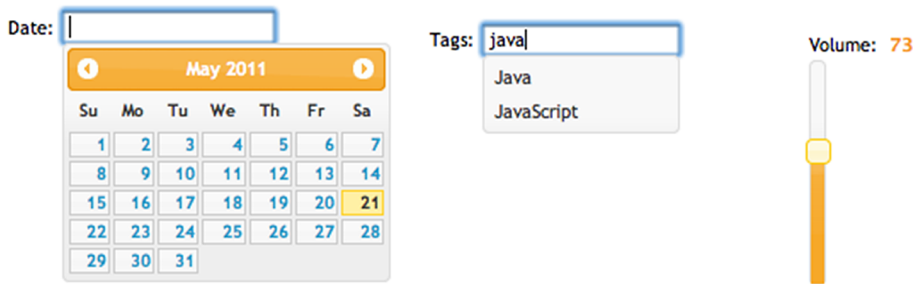 Date:
May 2011
Su Mo Tu We Th Fr Sa
1 2 3 4 5 6 7
8 9 10 11 12 13 14
15 16 17 18 19 20 21
22 23 24 25 26 27 28
29 30 31
Tags: java
Java
JavaScript
Volume: 73